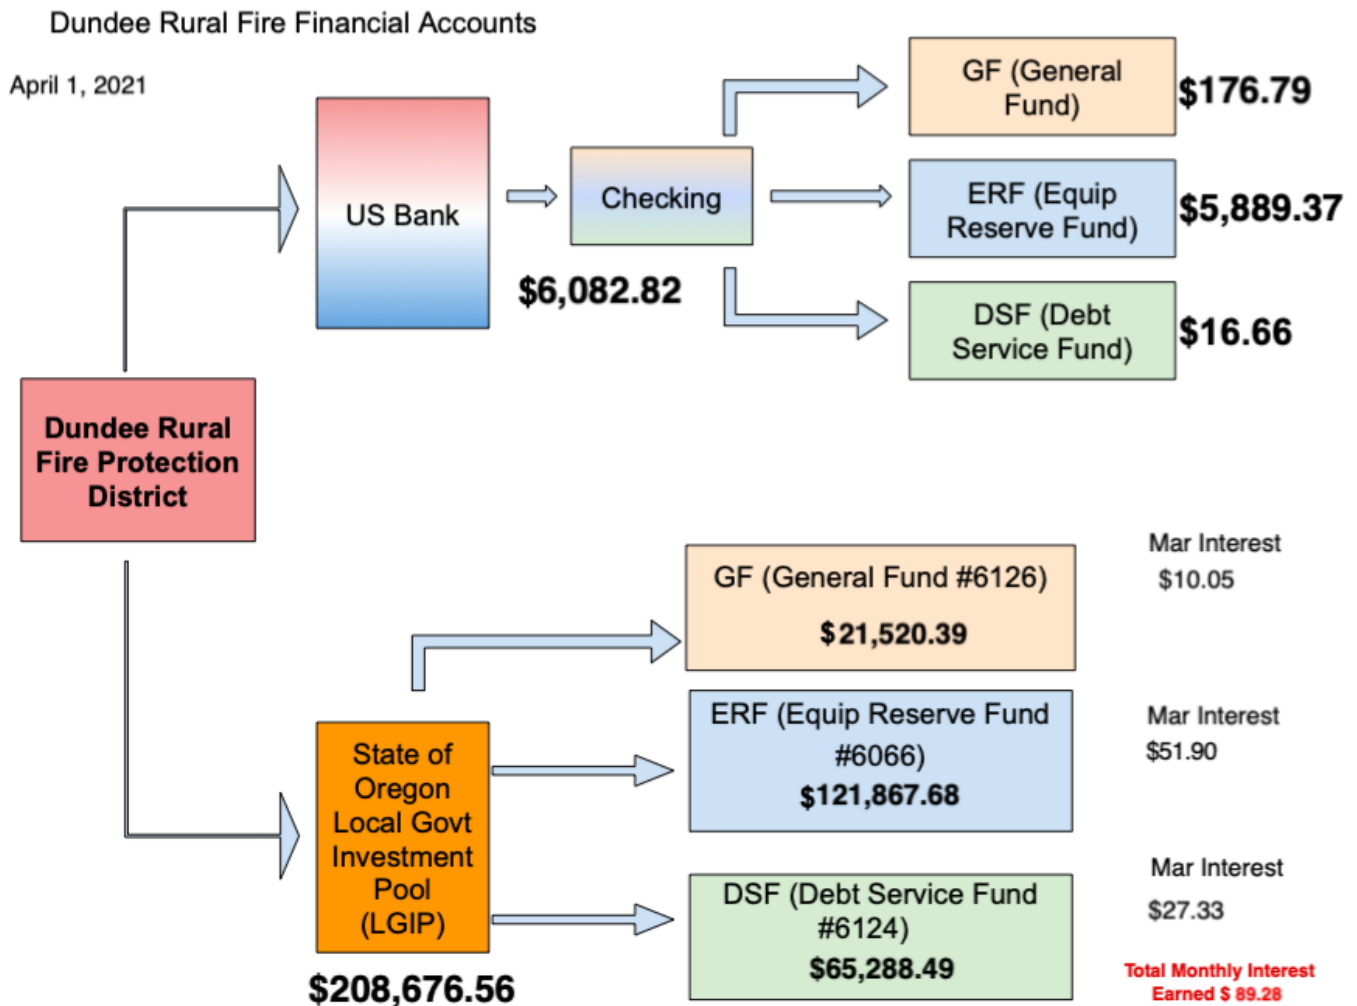 Dundee Rural Fire Financial Accounts
April 1, 2021
US Bank
Checking
$6,082.82
GF (General
Fund)
$176.79
ERF (Equip
Reserve Fund)
$5,889.37
DSF (Debt
Service Fund)
$16.66
Dundee Rural
Fire Protection
District
State of
Oregon
Local Govt
Investment
Pool
(LGIP)
$208,676.56
GF (General Fund #6126)
$21,520.39
Mar Interest
$10.05
ERF (Equip Reserve Fund
#6066)
$121,867.68
Mar Interest
$51.90
DSF (Debt Service Fund
#6124)
$65,288.49
Mar Interest
$27.33
Total Monthly Interest
Earned $ 89.28